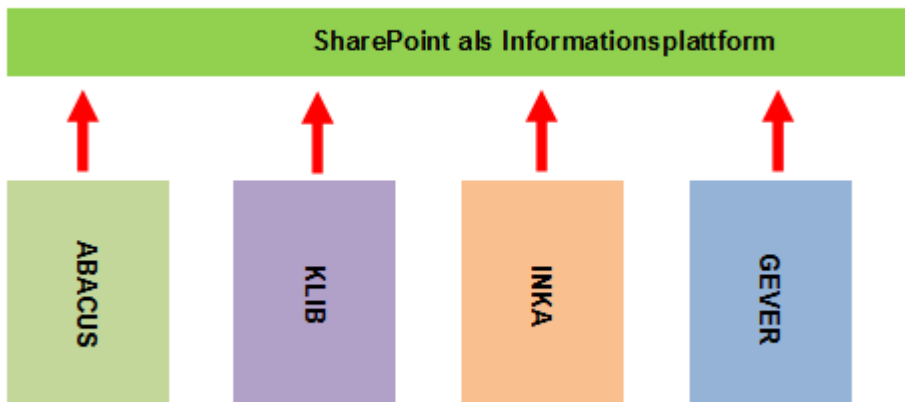 SharePoint als Informationsplattform
ABACUS
KLIB
INKA
GEVER